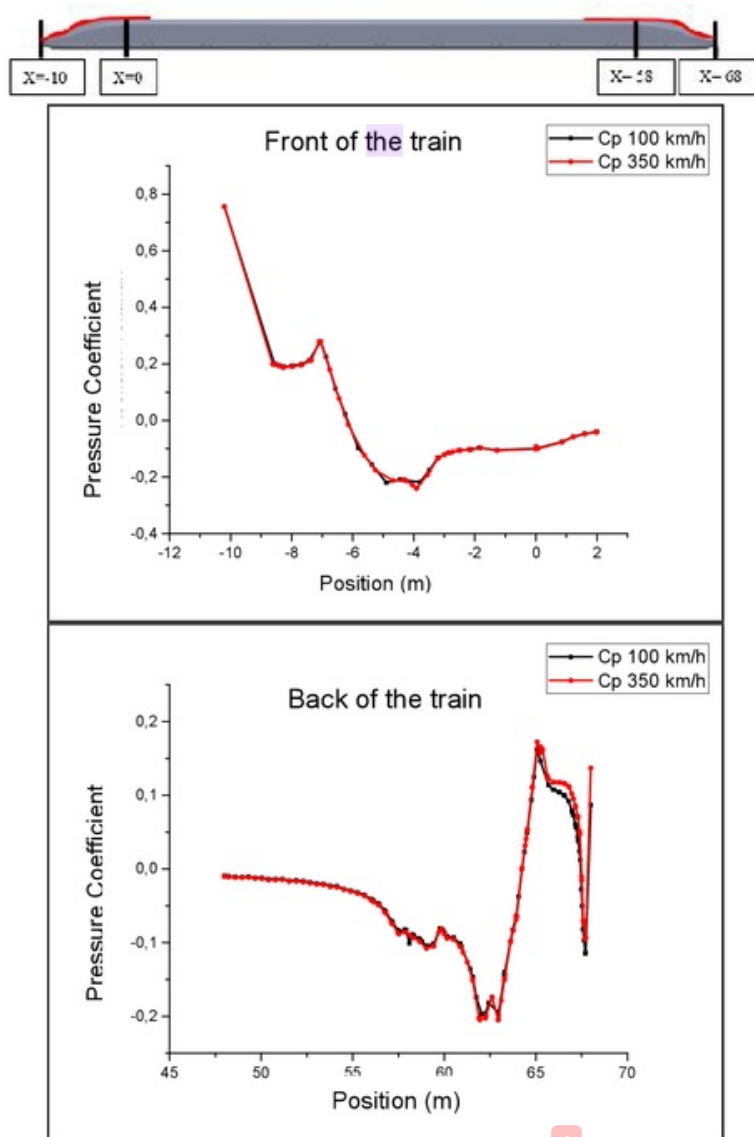 X=-10 X=0 X=58 X=68
Front of the train
Cp 100 km/h
Cp 350 km/h
Pressure Coefficient
0,8
0,6
0,4
0,2
0,0
-0,2
-0,4
-12 -10 -8 -6 -4 -2 0 2
Position (m)
Back of the train
Cp 100 km/h
Cp 350 km/h
Pressure Coefficient
0,2
0,1
0,0
-0,1
-0,2
45 50 55 60 65 70
Position (m)